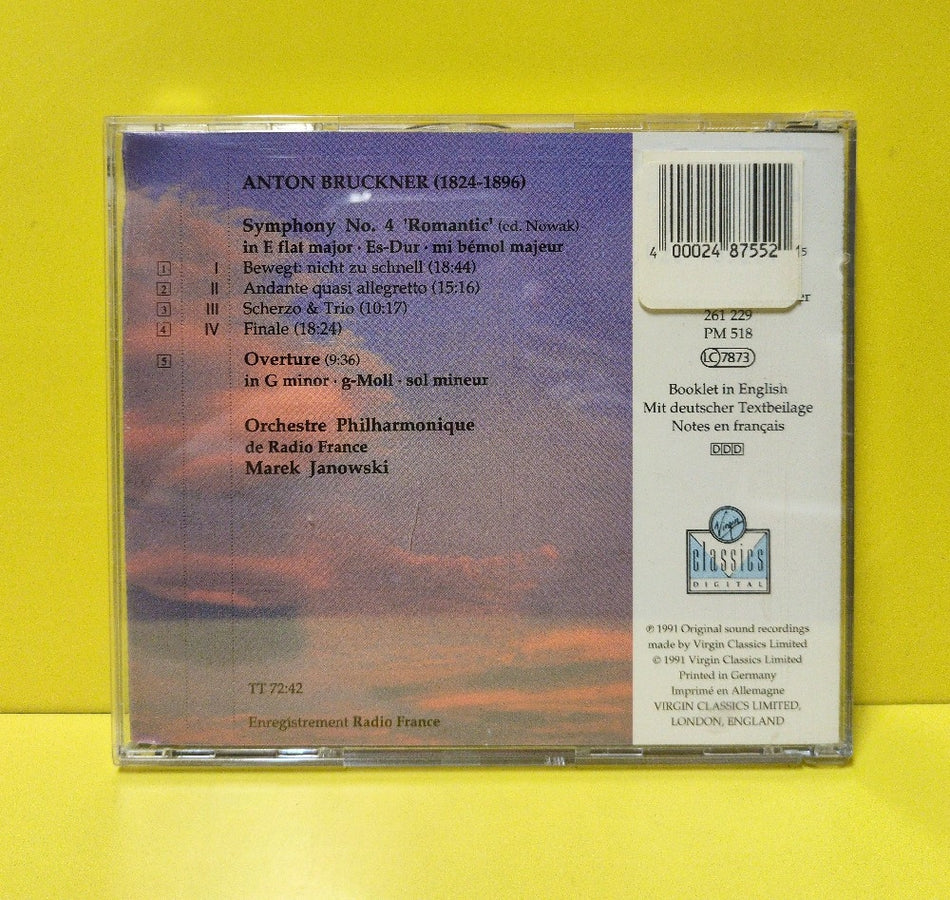 ANTON BRUCKNER (1824-1896)
Symphony No. 4 'Romantic' (ed. Nowak)
in E flat major · Es-Dur · mi bémol majeur
1 I Bewegt: nicht zu schnell (18:44)
2 II Andante quasi allegretto (15:16)
3 III Scherzo & Trio (10:17)
4 IV Finale (18:24)
5 Overture (9:36)
in G minor · g-Moll · sol mineur
Orchestre Philharmonique
de Radio France
Marek Janowski
TT 72:42
Enregistrement Radio France
4 00024 87552
261 229
PM 518
LC 7873
Booklet in English
Mit deutscher Textbeilage
Notes en français
DDD
Virgin
classics
DIGITAL
℗ 1991 Original sound recordings
made by Virgin Classics Limited
© 1991 Virgin Classics Limited
Printed in Germany
Imprimé en Allemagne
VIRGIN CLASSICS LIMITED,
LONDON, ENGLAND